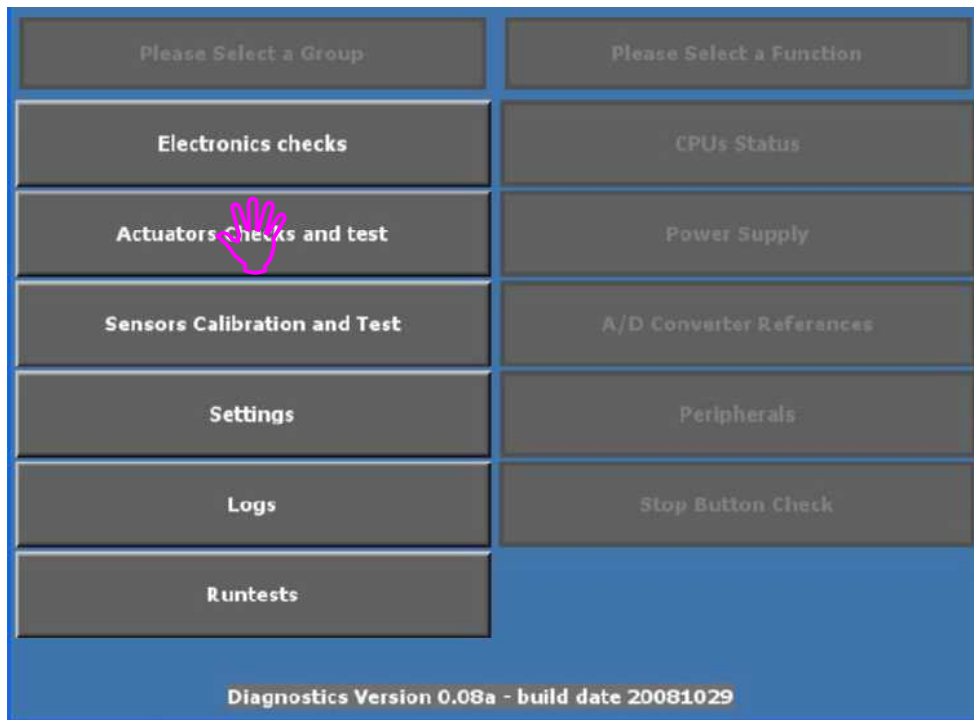 Please Select a Group
Please Select a Function
Electronics checks
CPUs Status
Actuators Checks and test
Power Supply
Sensors Calibration and Test
A/D Converter References
Settings
Peripherals
Logs
Stop Button Check
Runtests
Diagnostics Version 0.08a - build date 20081029